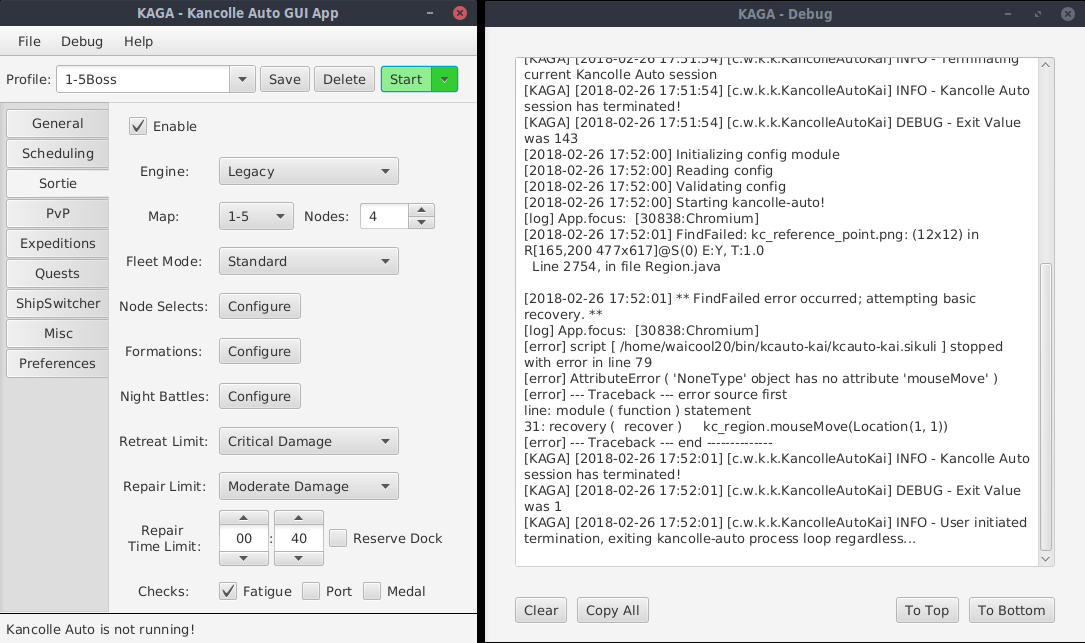 KAGA - Kancolle Auto GUI App
File Debug Help
Profile: 1-5Boss Save Delete Start
General
Scheduling
Sortie
PvP
Expeditions
Quests
ShipSwitcher
Misc
Preferences
Enable
Engine: Legacy
Map: 1-5 Nodes: 4
Fleet Mode: Standard
Node Selects: Configure
Formations: Configure
Night Battles: Configure
Retreat Limit: Critical Damage
Repair Limit: Moderate Damage
Repair
Time Limit: 00 : 40 Reserve Dock
Checks: Fatigue Port Medal
Kancolle Auto is not running!
KAGA - Debug
[KAGA] [2018-02-26 17:51:54] [c.w.k.k.KancolleAutoKai] INFO - Terminating
current Kancolle Auto session
[KAGA] [2018-02-26 17:51:54] [c.w.k.k.KancolleAutoKai] INFO - Kancolle Auto
session has terminated!
[KAGA] [2018-02-26 17:51:54] [c.w.k.k.KancolleAutoKai] DEBUG - Exit Value
was 143
[2018-02-26 17:52:00] Initializing config module
[2018-02-26 17:52:00] Reading config
[2018-02-26 17:52:00] Validating config
[2018-02-26 17:52:00] Starting kancolle-auto!
[log] App.focus:  [30838:Chromium]
[2018-02-26 17:52:01] FindFailed: kc_reference_point.png: (12x12) in
R[165,200 477x617]@S(0) E:Y, T:1.0
Line 2754, in file Region.java
[2018-02-26 17:52:01] ** FindFailed error occurred; attempting basic
recovery. **
[log] App.focus:  [30838:Chromium]
[error] script [ /home/waicool20/bin/kcauto-kai/kcauto-kai.sikuli ] stopped
with error in line 79
[error] AttributeError ( 'NoneType' object has no attribute 'mouseMove' )
[error] --- Traceback --- error source first
line: module ( function ) statement
31: recovery (  recover )     kc_region.mouseMove(Location(1, 1))
[error] --- Traceback --- end --------------
[KAGA] [2018-02-26 17:52:01] [c.w.k.k.KancolleAutoKai] INFO - Kancolle Auto
session has terminated!
[KAGA] [2018-02-26 17:52:01] [c.w.k.k.KancolleAutoKai] DEBUG - Exit Value
was 1
[KAGA] [2018-02-26 17:52:01] [c.w.k.k.KancolleAutoKai] INFO - User initiated
termination, exiting kancolle-auto process loop regardless...
Clear Copy All To Top To Bottom